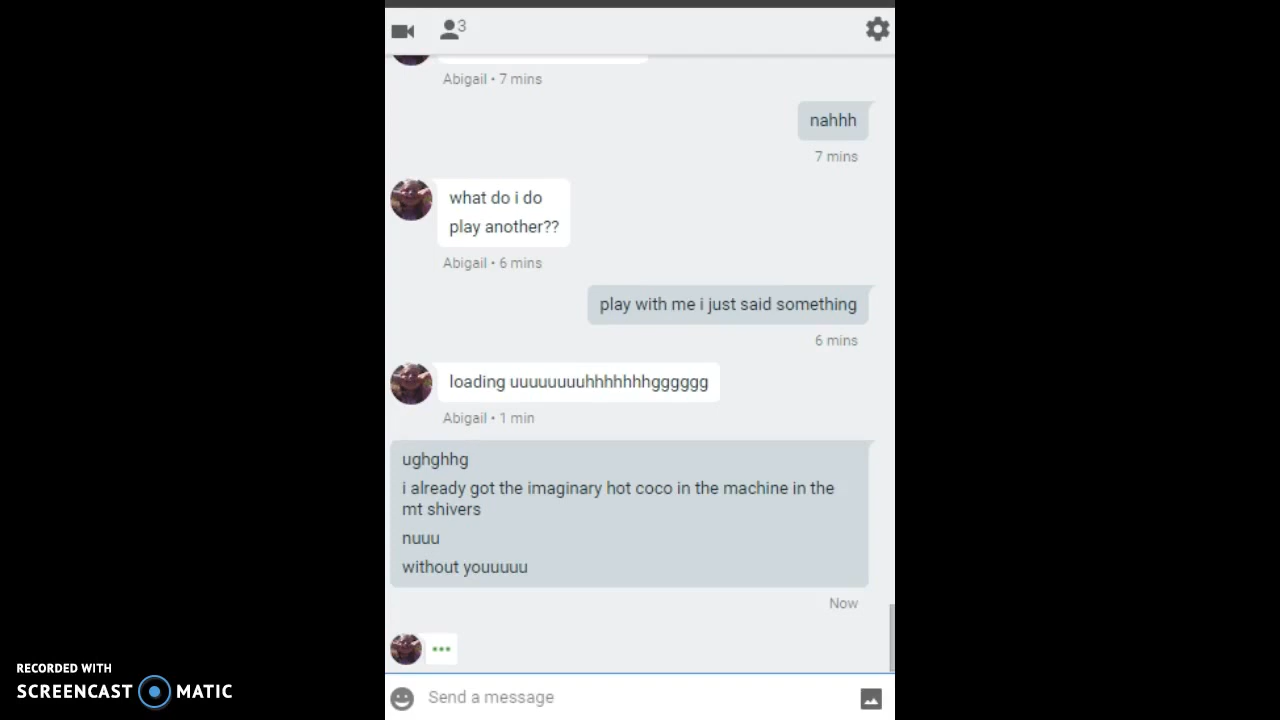 3
Abigail • 7 mins
nahhh
7 mins
what do i do
play another??
Abigail • 6 mins
play with me i just said something
6 mins
loading uuuuuuuuhhhhhhhgggggg
Abigail • 1 min
ughghhg
i already got the imaginary hot coco in the machine in the
mt shivers
nuuu
without youuuuu
Now
Send a message
RECORDED WITH
SCREENCAST MATIC